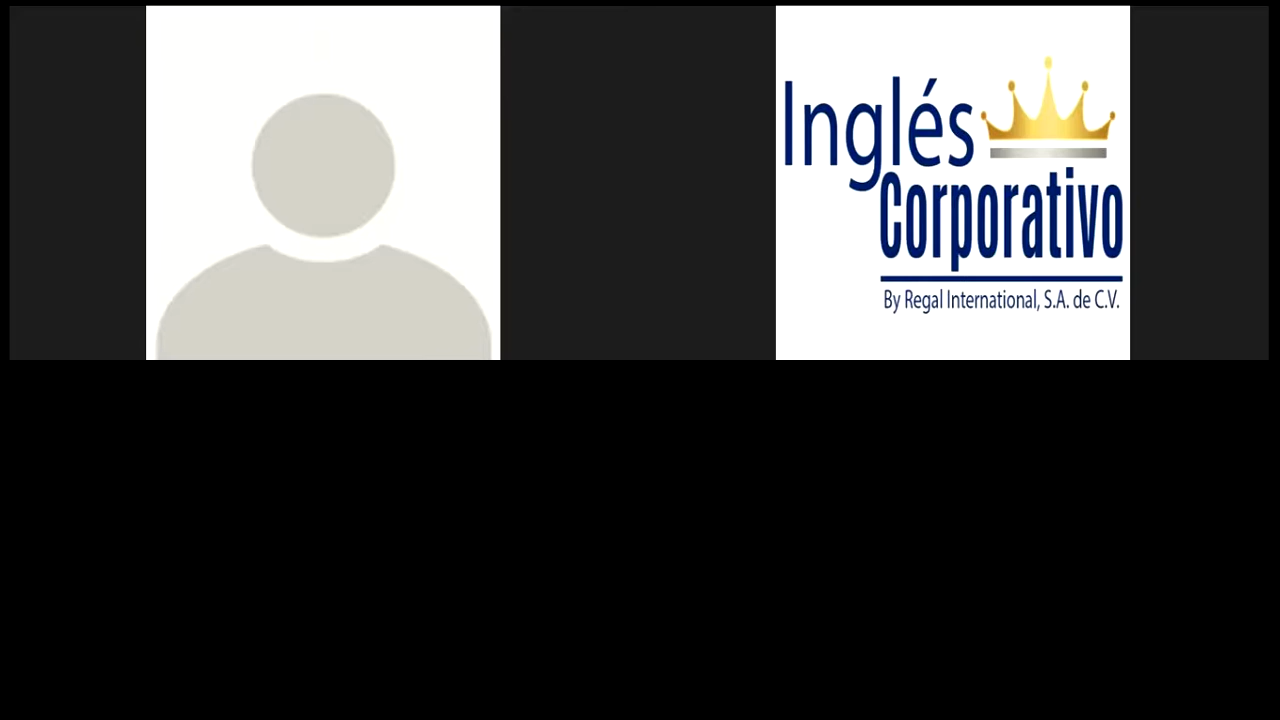 Inglés
Corporativo
By Regal International, S.A. de C.V.